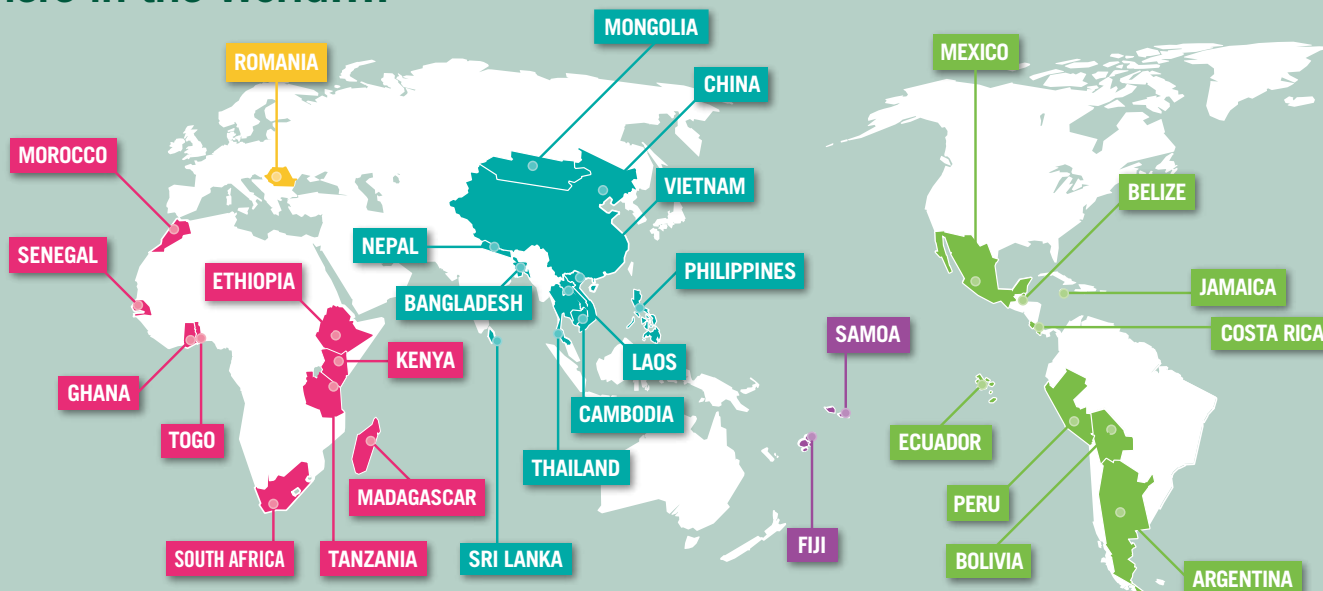 MONGOLIA
ROMANIA
MEXICO
CHINA
MOROCCO
VIETNAM
BELIZE
NEPAL
SENEGAL
ETHIOPIA
PHILIPPINES
BANGLADESH
JAMAICA
SAMOA
COSTA RICA
KENYA
LAOS
GHANA
CAMBODIA
TOGO
ECUADOR
THAILAND
MADAGASCAR
PERU
FIJI
SOUTH AFRICA
TANZANIA
SRI LANKA
BOLIVIA
ARGENTINA